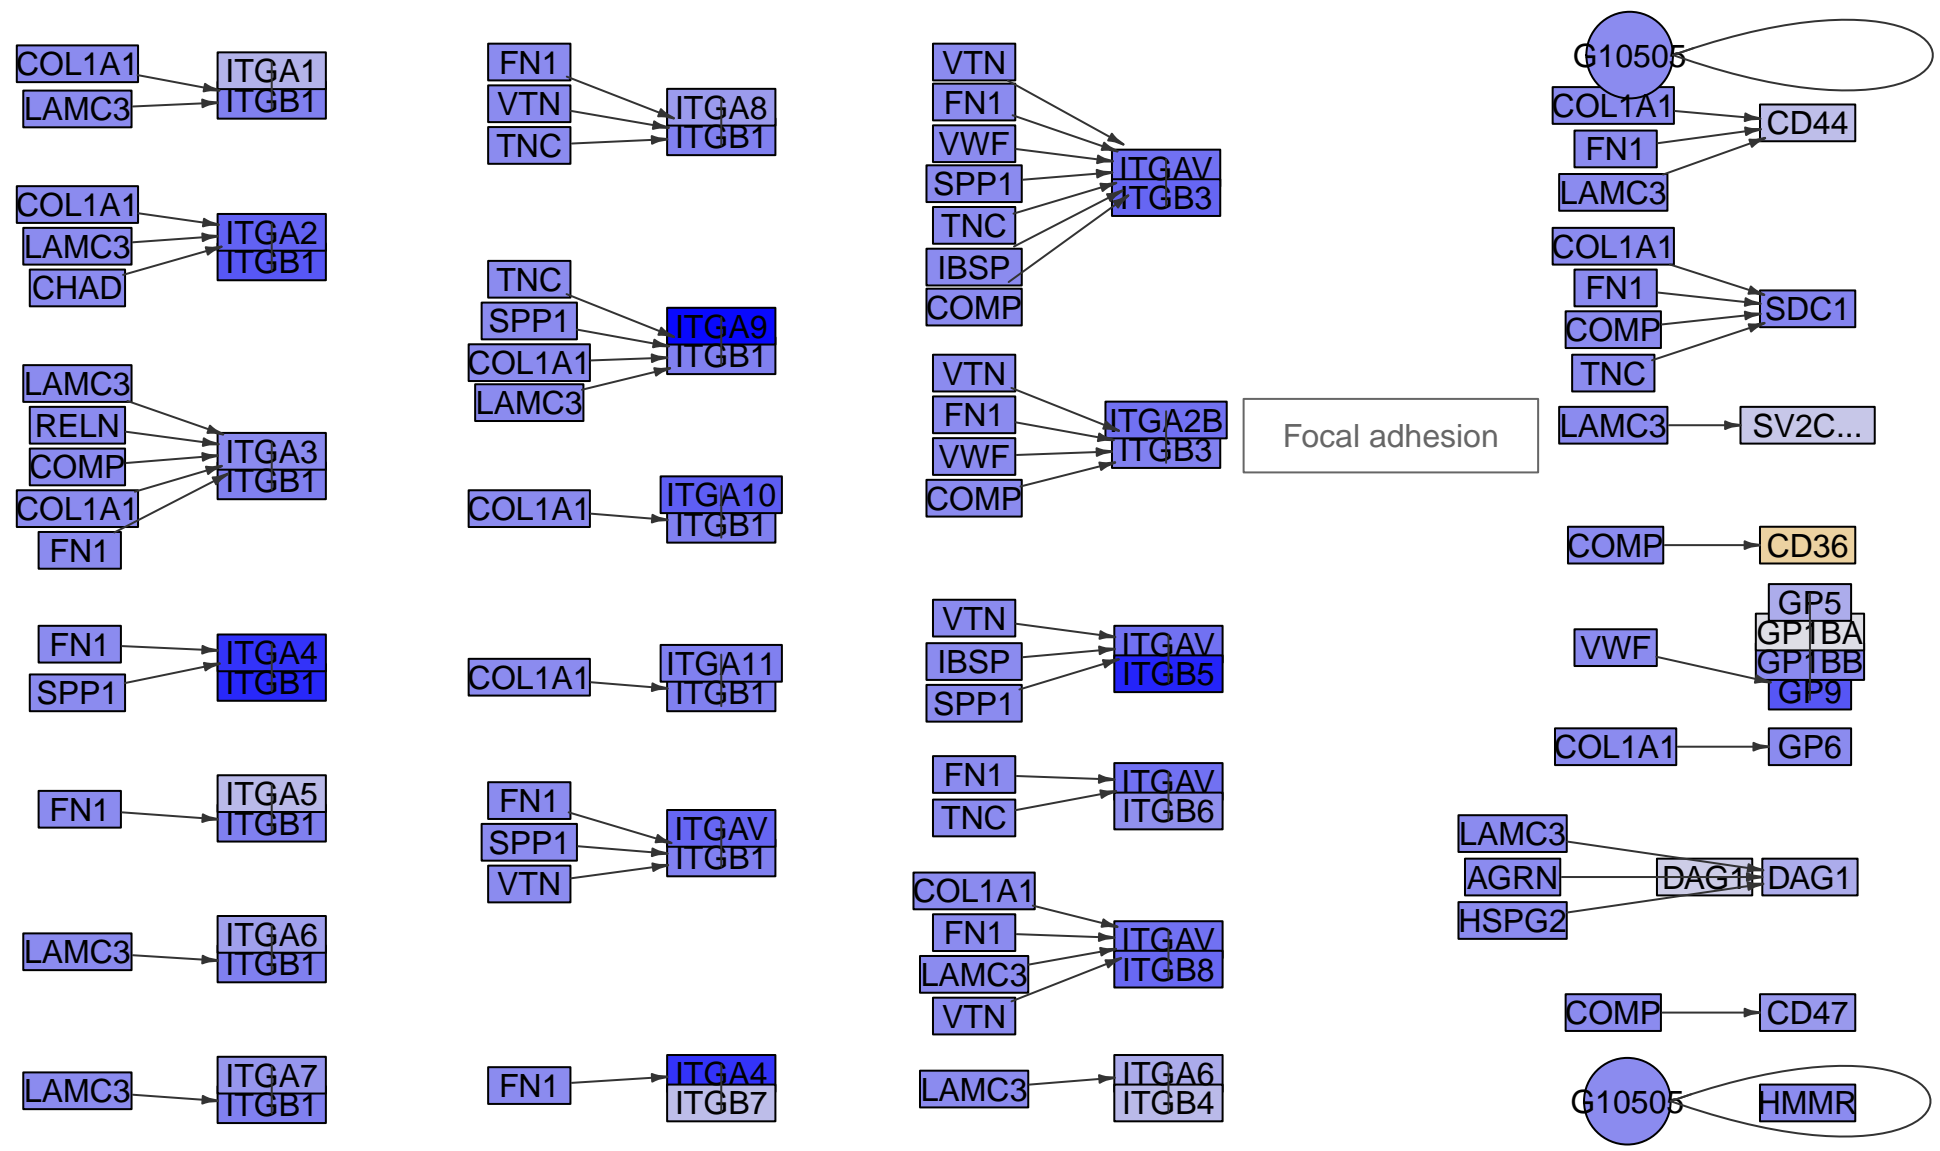 COL1A1
LAMC3
ITGA1
ITGB1
COL1A1
LAMC3
CHAD
ITGA2
ITGB1
LAMC3
RELN
COMP
COL1A1
FN1
ITGA3
ITGB1
FN1
SPP1
ITGA4
ITGB1
FN1
ITGA5
ITGB1
LAMC3
ITGA6
ITGB1
LAMC3
ITGA7
ITGB1
FN1
VTN
TNC
ITGA8
ITGB1
TNC
SPP1
COL1A1
LAMC3
ITGA9
ITGB1
COL1A1
ITGA10
ITGB1
COL1A1
ITGA11
ITGB1
FN1
SPP1
VTN
ITGAV
ITGB1
FN1
ITGA4
ITGB7
VTN
FN1
VWF
SPP1
TNC
IBSP
COMP
ITGAV
ITGB3
VTN
FN1
VWF
COMP
ITGA2B
ITGB3
VTN
IBSP
SPP1
ITGAV
ITGB5
FN1
TNC
ITGAV
ITGB6
COL1A1
FN1
LAMC3
VTN
ITGAV
ITGB8
LAMC3
ITGA6
ITGB4
Focal adhesion
G10505
COL1A1
FN1
LAMC3
CD44
COL1A1
FN1
COMP
TNC
SDC1
LAMC3
SV2C...
COMP
CD36
VWF
GP5
GP1BA
GP1BB
GP9
COL1A1
GP6
LAMC3
AGRN
HSPG2
DAG1
DAG1
COMP
CD47
G10505
HMMR